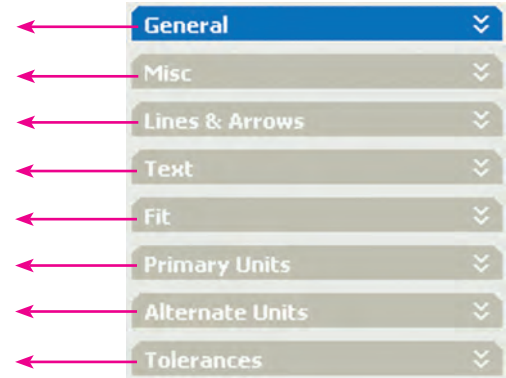 General
Misc
Lines & Arrows
Text
Fit
Primary Units
Alternate Units
Tolerances